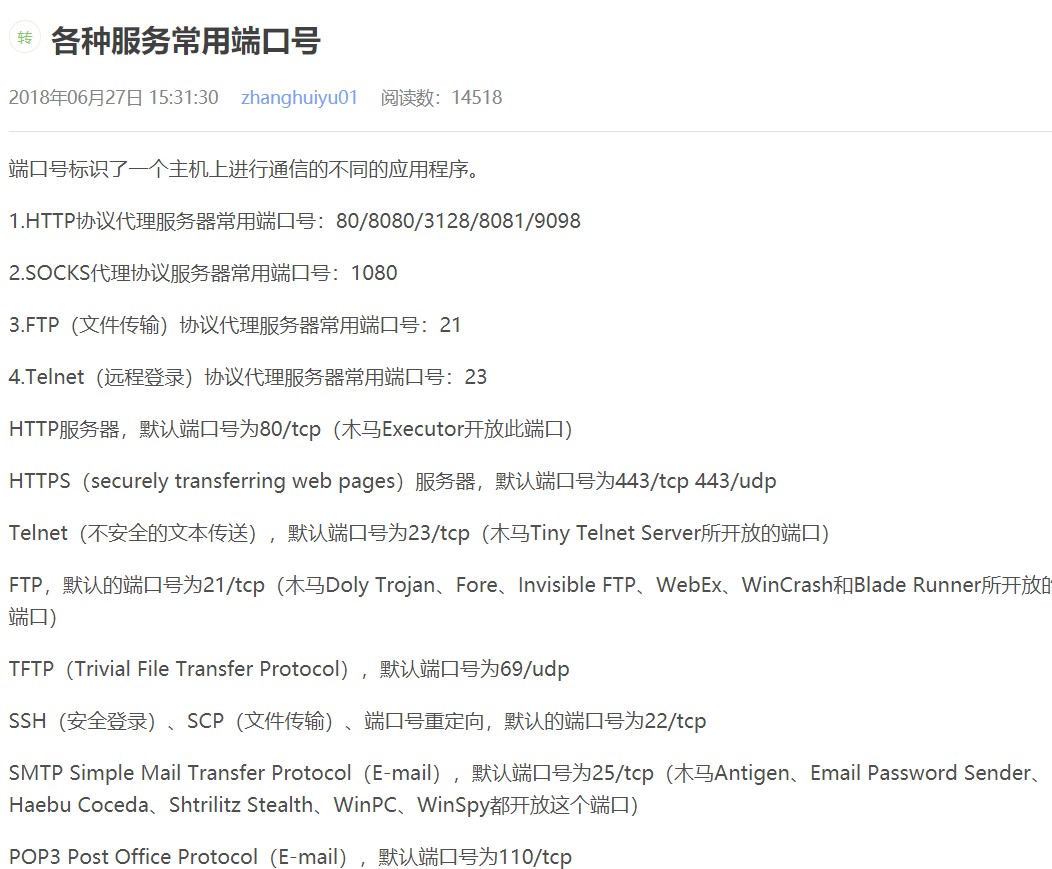 转 各种服务常用端口号
2018年06月27日 15:31:30 zhanghuiyu01 阅读数：14518
端口号标识了一个主机上进行通信的不同的应用程序。
1.HTTP协议代理服务器常用端口号：80/8080/3128/8081/9098
2.SOCKS代理协议服务器常用端口号：1080
3.FTP（文件传输）协议代理服务器常用端口号：21
4.Telnet（远程登录）协议代理服务器常用端口号：23
HTTP服务器，默认端口号为80/tcp（木马Executor开放此端口）
HTTPS（securely transferring web pages）服务器，默认端口号为443/tcp 443/udp
Telnet（不安全的文本传送），默认端口号为23/tcp（木马Tiny Telnet Server所开放的端口）
FTP，默认的端口号为21/tcp（木马Doly Trojan、Fore、Invisible FTP、WebEx、WinCrash和Blade Runner所开放的
端口）
TFTP（Trivial File Transfer Protocol），默认端口号为69/udp
SSH（安全登录）、SCP（文件传输）、端口号重定向，默认的端口号为22/tcp
SMTP Simple Mail Transfer Protocol（E-mail），默认端口号为25/tcp（木马Antigen、Email Password Sender、
Haebu Coceda、Shtrilitz Stealth、WinPC、WinSpy都开放这个端口）
POP3 Post Office Protocol（E-mail），默认端口号为110/tcp